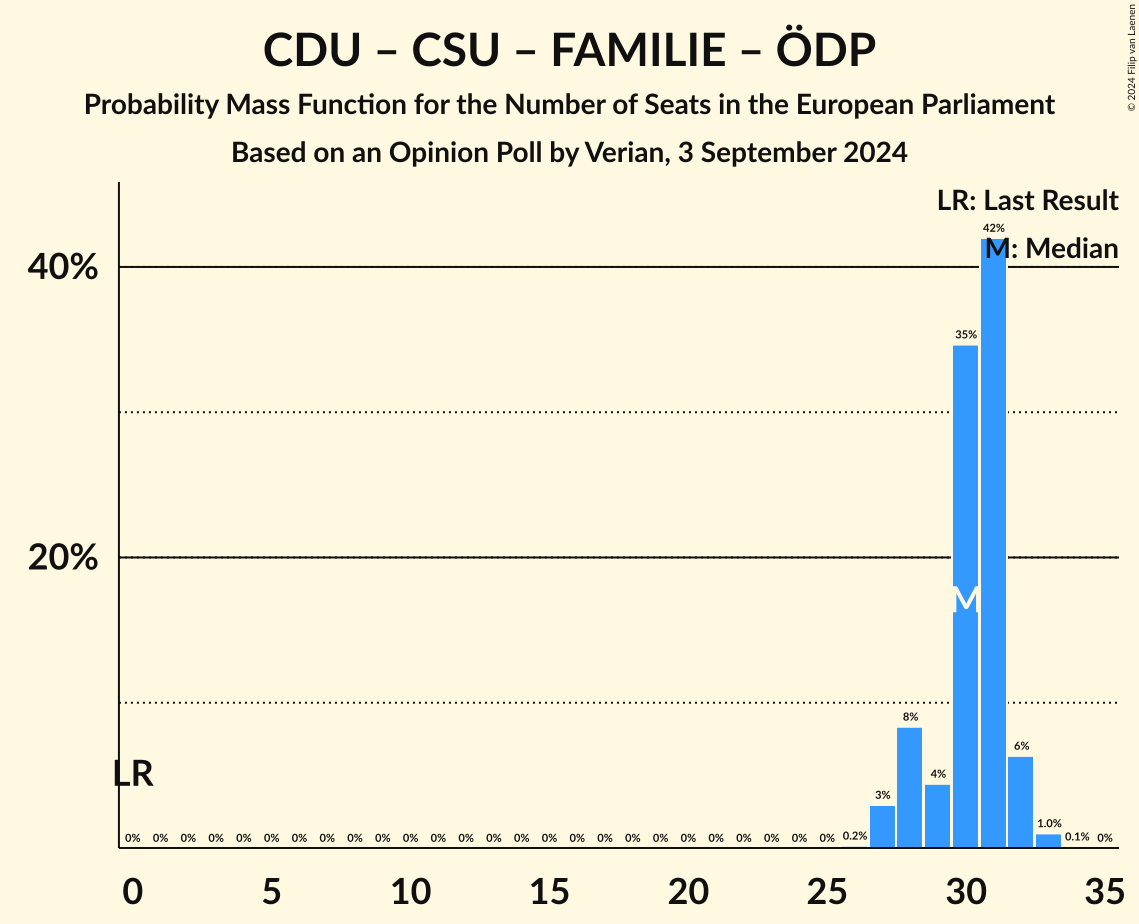 CDU – CSU – FAMILIE – ÖDP
Probability Mass Function for the Number of Seats in the European Parliament
Based on an Opinion Poll by Verian, 3 September 2024
© 2024 Filip van Laenen
LR: Last Result
M: Median
42%
40%
35%
20%
M
8%
6%
4%
3%
1.0%
LR
0% 0% 0% 0% 0% 0% 0% 0% 0% 0% 0% 0% 0% 0% 0% 0% 0% 0% 0% 0% 0% 0% 0% 0% 0% 0% 0.2% 0.1% 0%
0 5 10 15 20 25 30 35